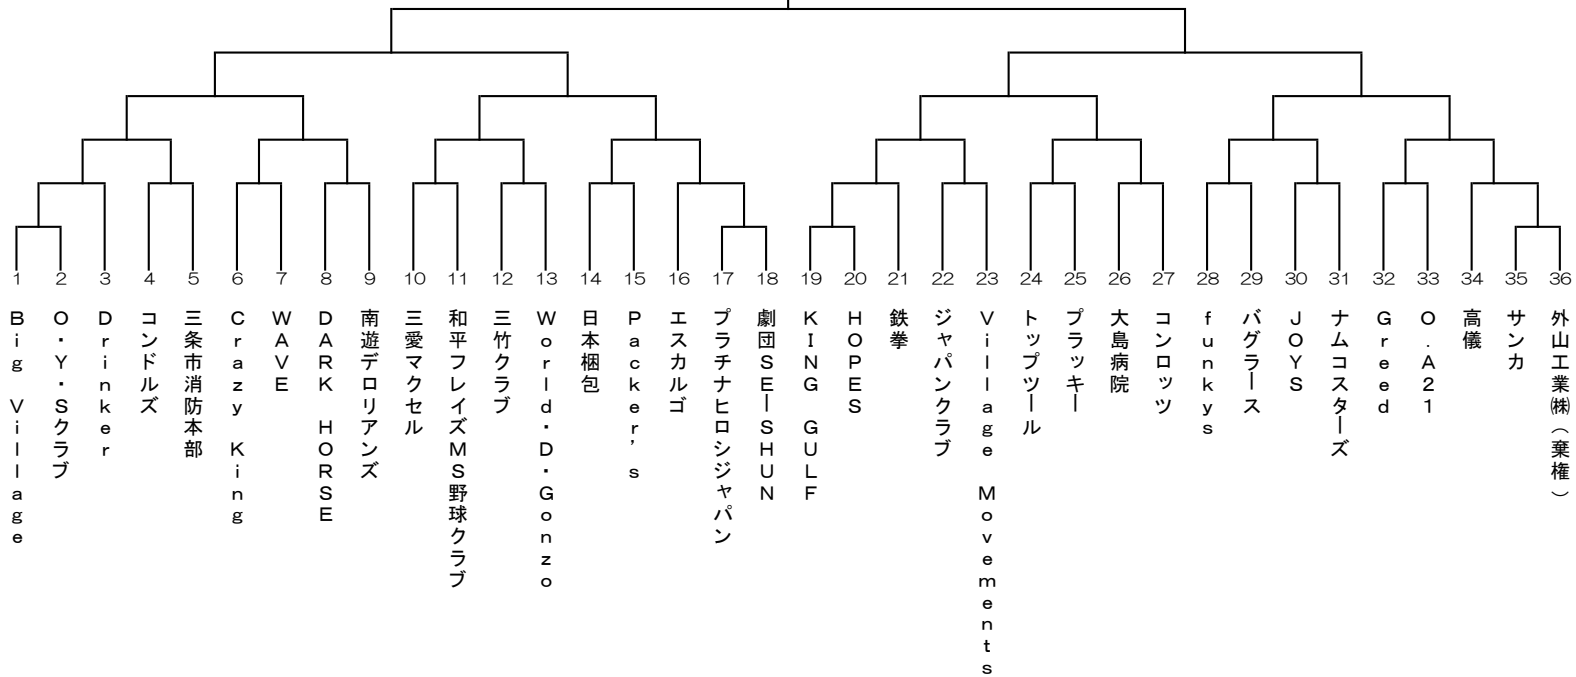 1 Big Village
2 O・Y・Sクラブ
3 Drinker
4 コンドルズ
5 三条市消防本部
6 Crazy King
7 WAVE
8 DARK HORSE
9 南遊デロリアンズ
10 三愛マクセル
11 和平フレイズMS野球クラブ
12 三竹クラブ
13 World・D・Gonzo
14 日本梱包
15 Packer's
16 エスカルゴ
17 プラチナヒロシジャパン
18 劇団SEーSHUN
19 KING GULF
20 HOPES
21 鉄拳
22 ジャパンクラブ
23 Village Movements
24 トップツール
25 プラッキー
26 大島病院
27 コンロッツ
28 funkys
29 バグラース
30 JOYS
31 ナムコスターズ
32 Greed
33 O.A21
34 高儀
35 サンカ
36 外山工業㈱（棄権）